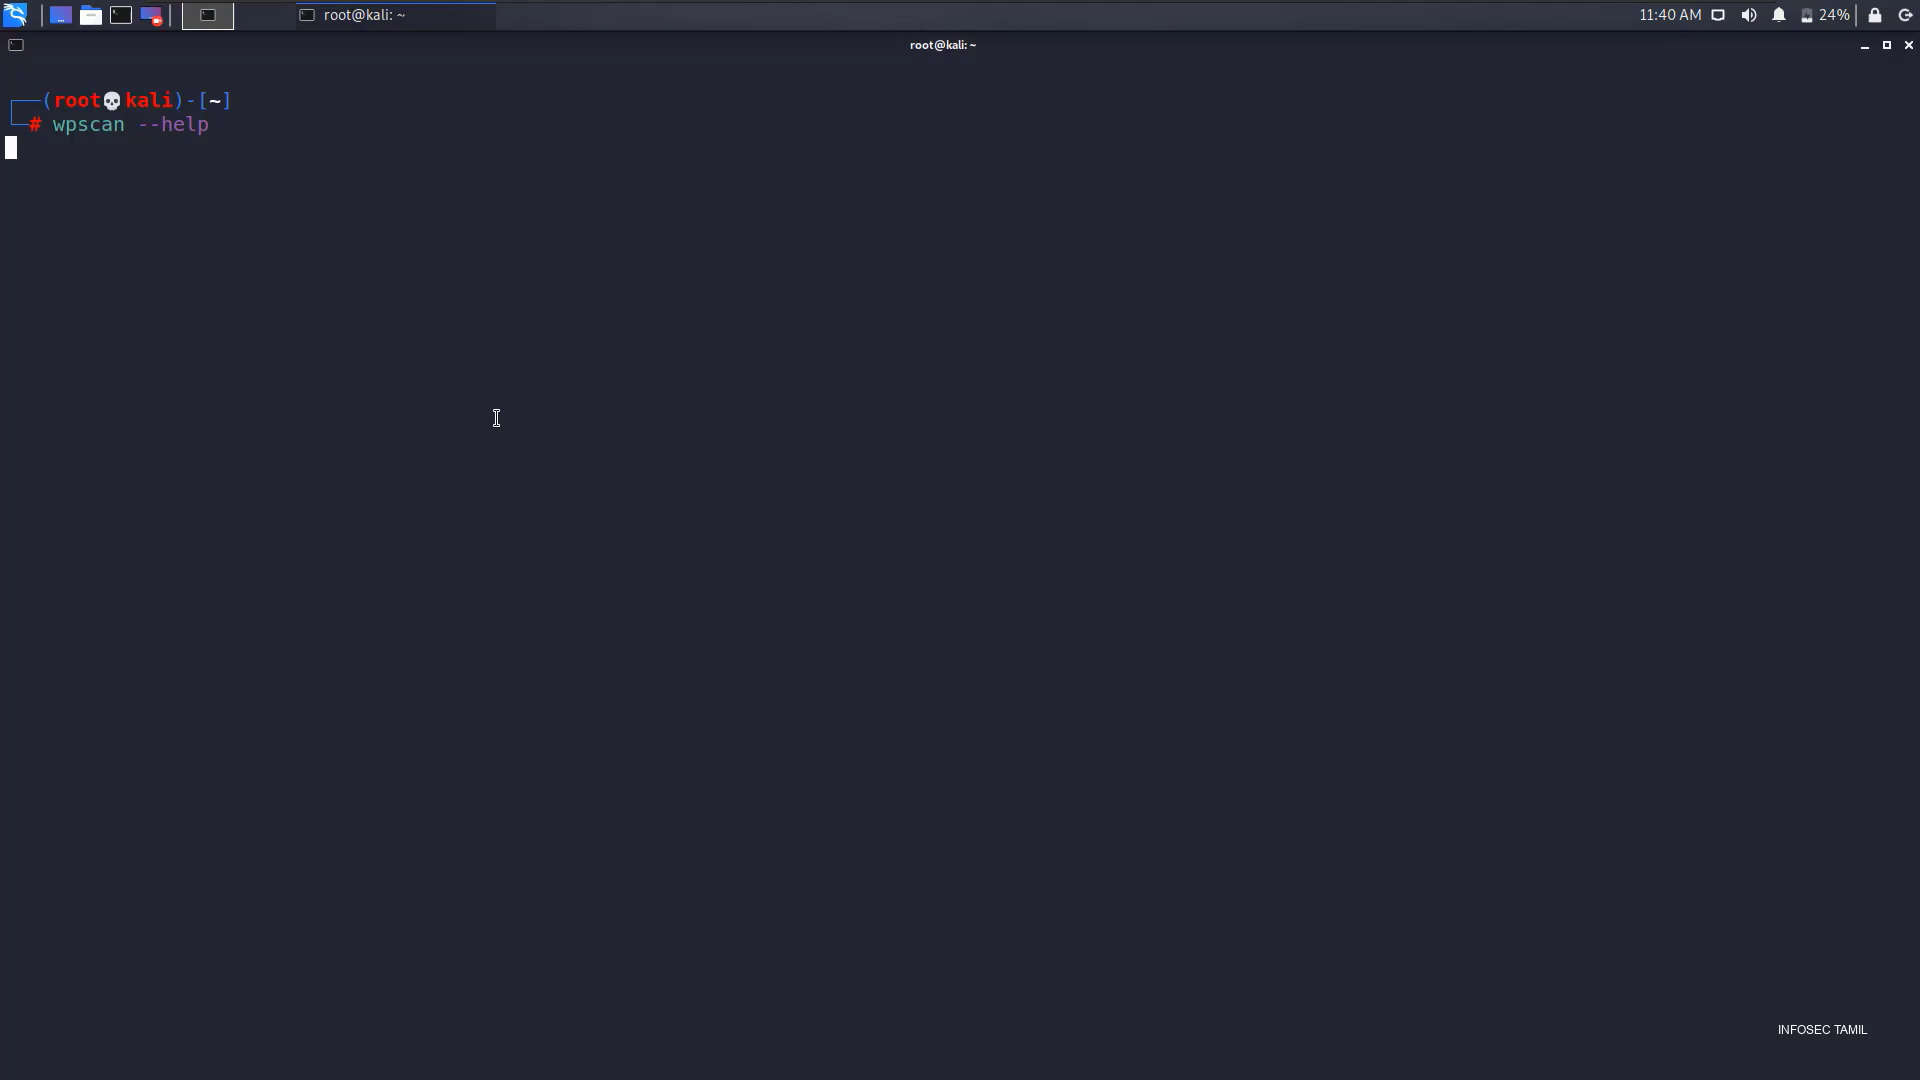 root@kali: ~
11:40 AM
24%
root@kali: ~
(root💀kali)-[~]
# wpscan --help
INFOSEC TAMIL